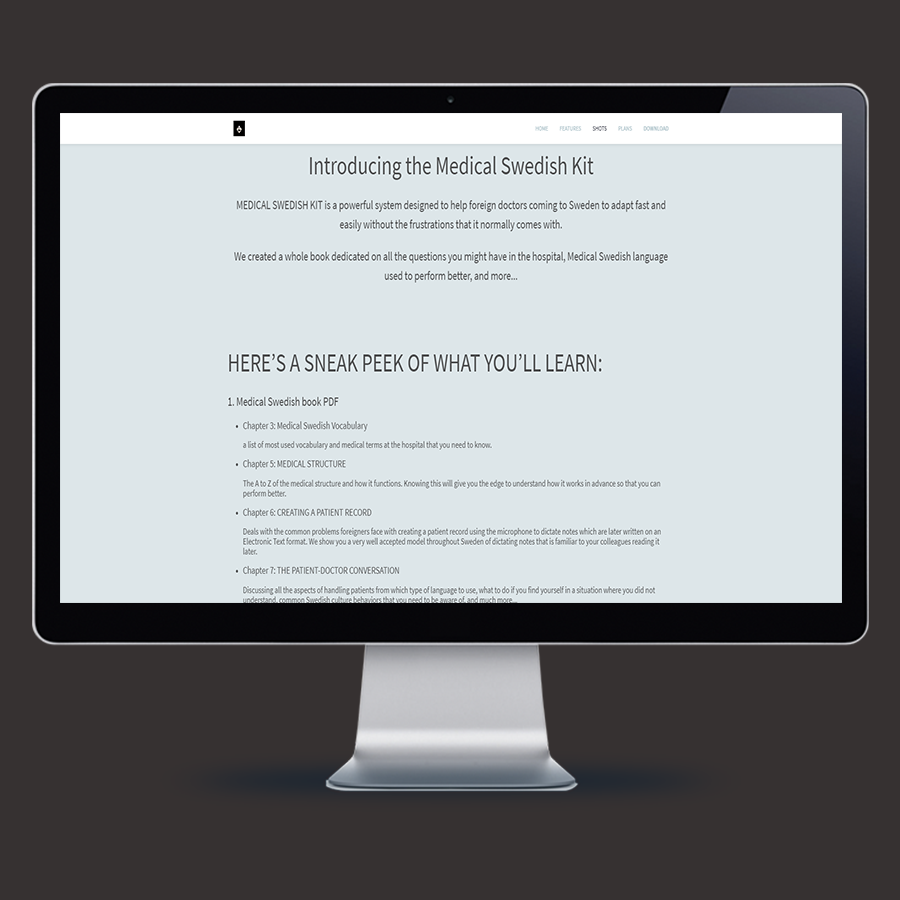 HOME FEATURES SHOTS PLANS DOWNLOAD
Introducing the Medical Swedish Kit
MEDICAL SWEDISH KIT is a powerful system designed to help foreign doctors coming to Sweden to adapt fast and
easily without the frustrations that it normally comes with.
We created a whole book dedicated on all the questions you might have in the hospital, Medical Swedish language
used to perform better, and more...
HERE’S A SNEAK PEEK OF WHAT YOU’LL LEARN:
1. Medical Swedish book PDF
• Chapter 3: Medical Swedish Vocabulary
a list of most used vocabulary and medical terms at the hospital that you need to know.
• Chapter 5: MEDICAL STRUCTURE
The A to Z of the medical structure and how it functions. Knowing this will give you the edge to understand how it works in advance so that you can
perform better.
• Chapter 6: CREATING A PATIENT RECORD
Deals with the common problems foreigners face with creating a patient record using the microphone to dictate notes which are later written on an
Electronic Text format. We show you a very well accepted model throughout Sweden of dictating notes that is familiar to your colleagues reading it
later.
• Chapter 7: THE PATIENT-DOCTOR CONVERSATION
Discussing all the aspects of handling patients from which type of language to use, what to do if you find yourself in a situation where you did not
understand, common Swedish culture behaviors that you need to be aware of, and much more...